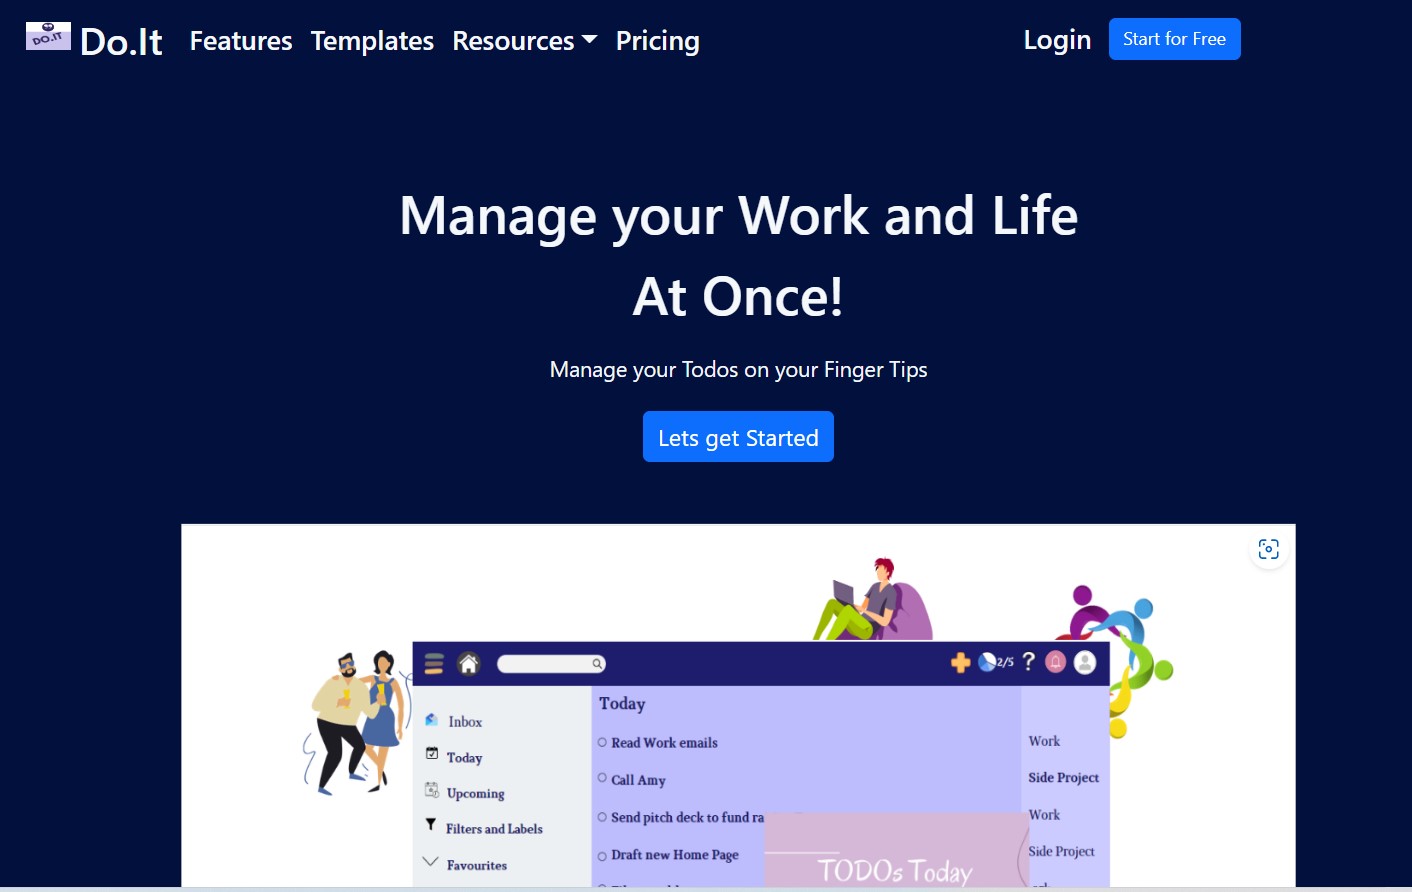 DO.IT
Do.It Features Templates Resources Pricing Login Start for Free
Manage your Work and Life
At Once!
Manage your Todos on your Finger Tips
Lets get Started
2/5 ?
Inbox
Today
Upcoming
Filters and Labels
Favourites
Today
Read Work emails
Call Amy
Send pitch deck to fund ra
Draft new Home Page
TODOs Today
Work
Side Project
Work
Side Project